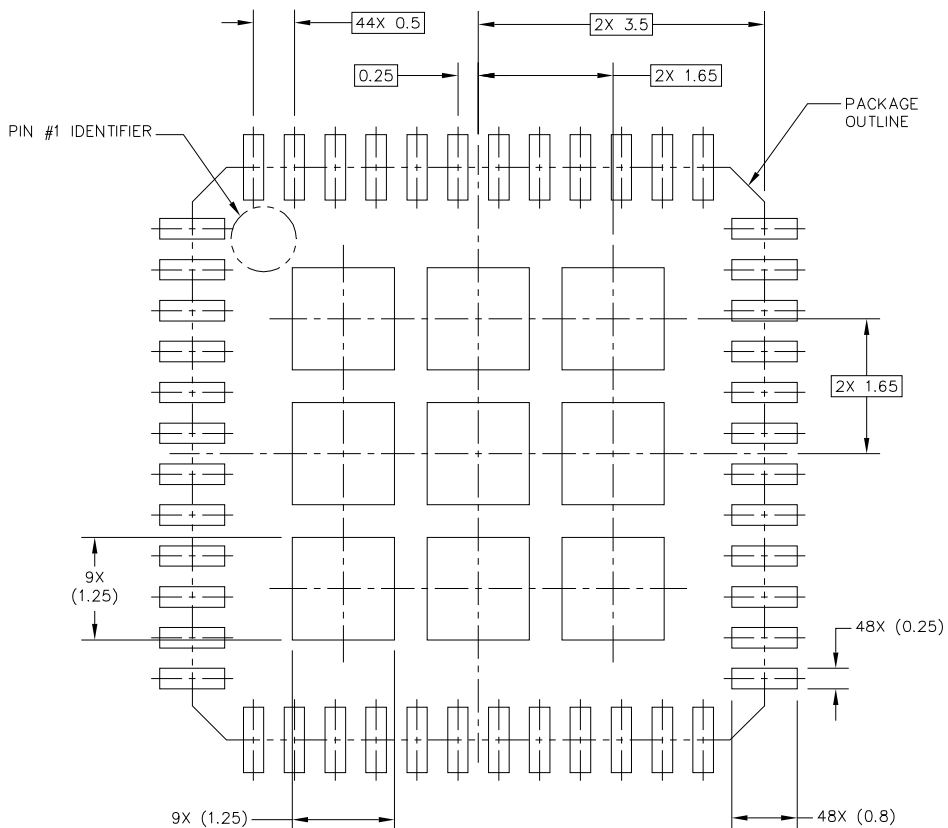 44X 0.5
2X 3.5
0.25
2X 1.65
PIN #1 IDENTIFIER
PACKAGE
OUTLINE
2X 1.65
9X
(1.25)
48X (0.25)
9X (1.25)
48X (0.8)